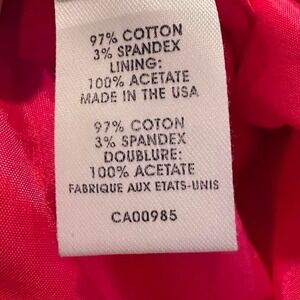 97% COTTON
3% SPANDEX
LINING:
100% ACETATE
MADE IN THE USA
97% COTON
3% SPANDEX
DOUBLURE:
100% ACETATE
FABRIQUE AUX ETATS-UNIS
CA00985